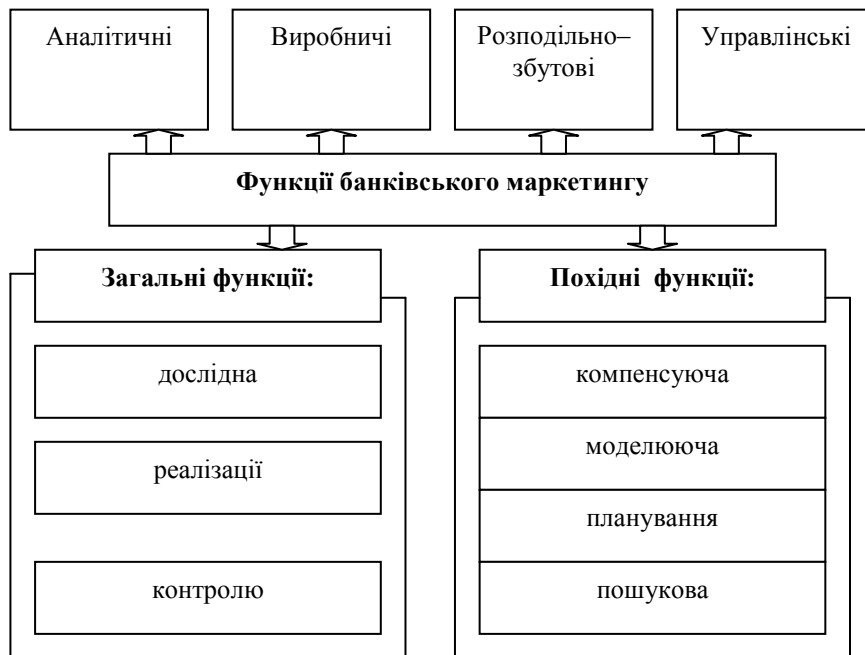 Аналітичні
Виробничі
Розподільно–
збутові
Управлінські
Функції банківського маркетингу
Загальні функції:
дослідна
реалізації
контролю
Похідні функції:
компенсуюча
моделююча
планування
пошукова